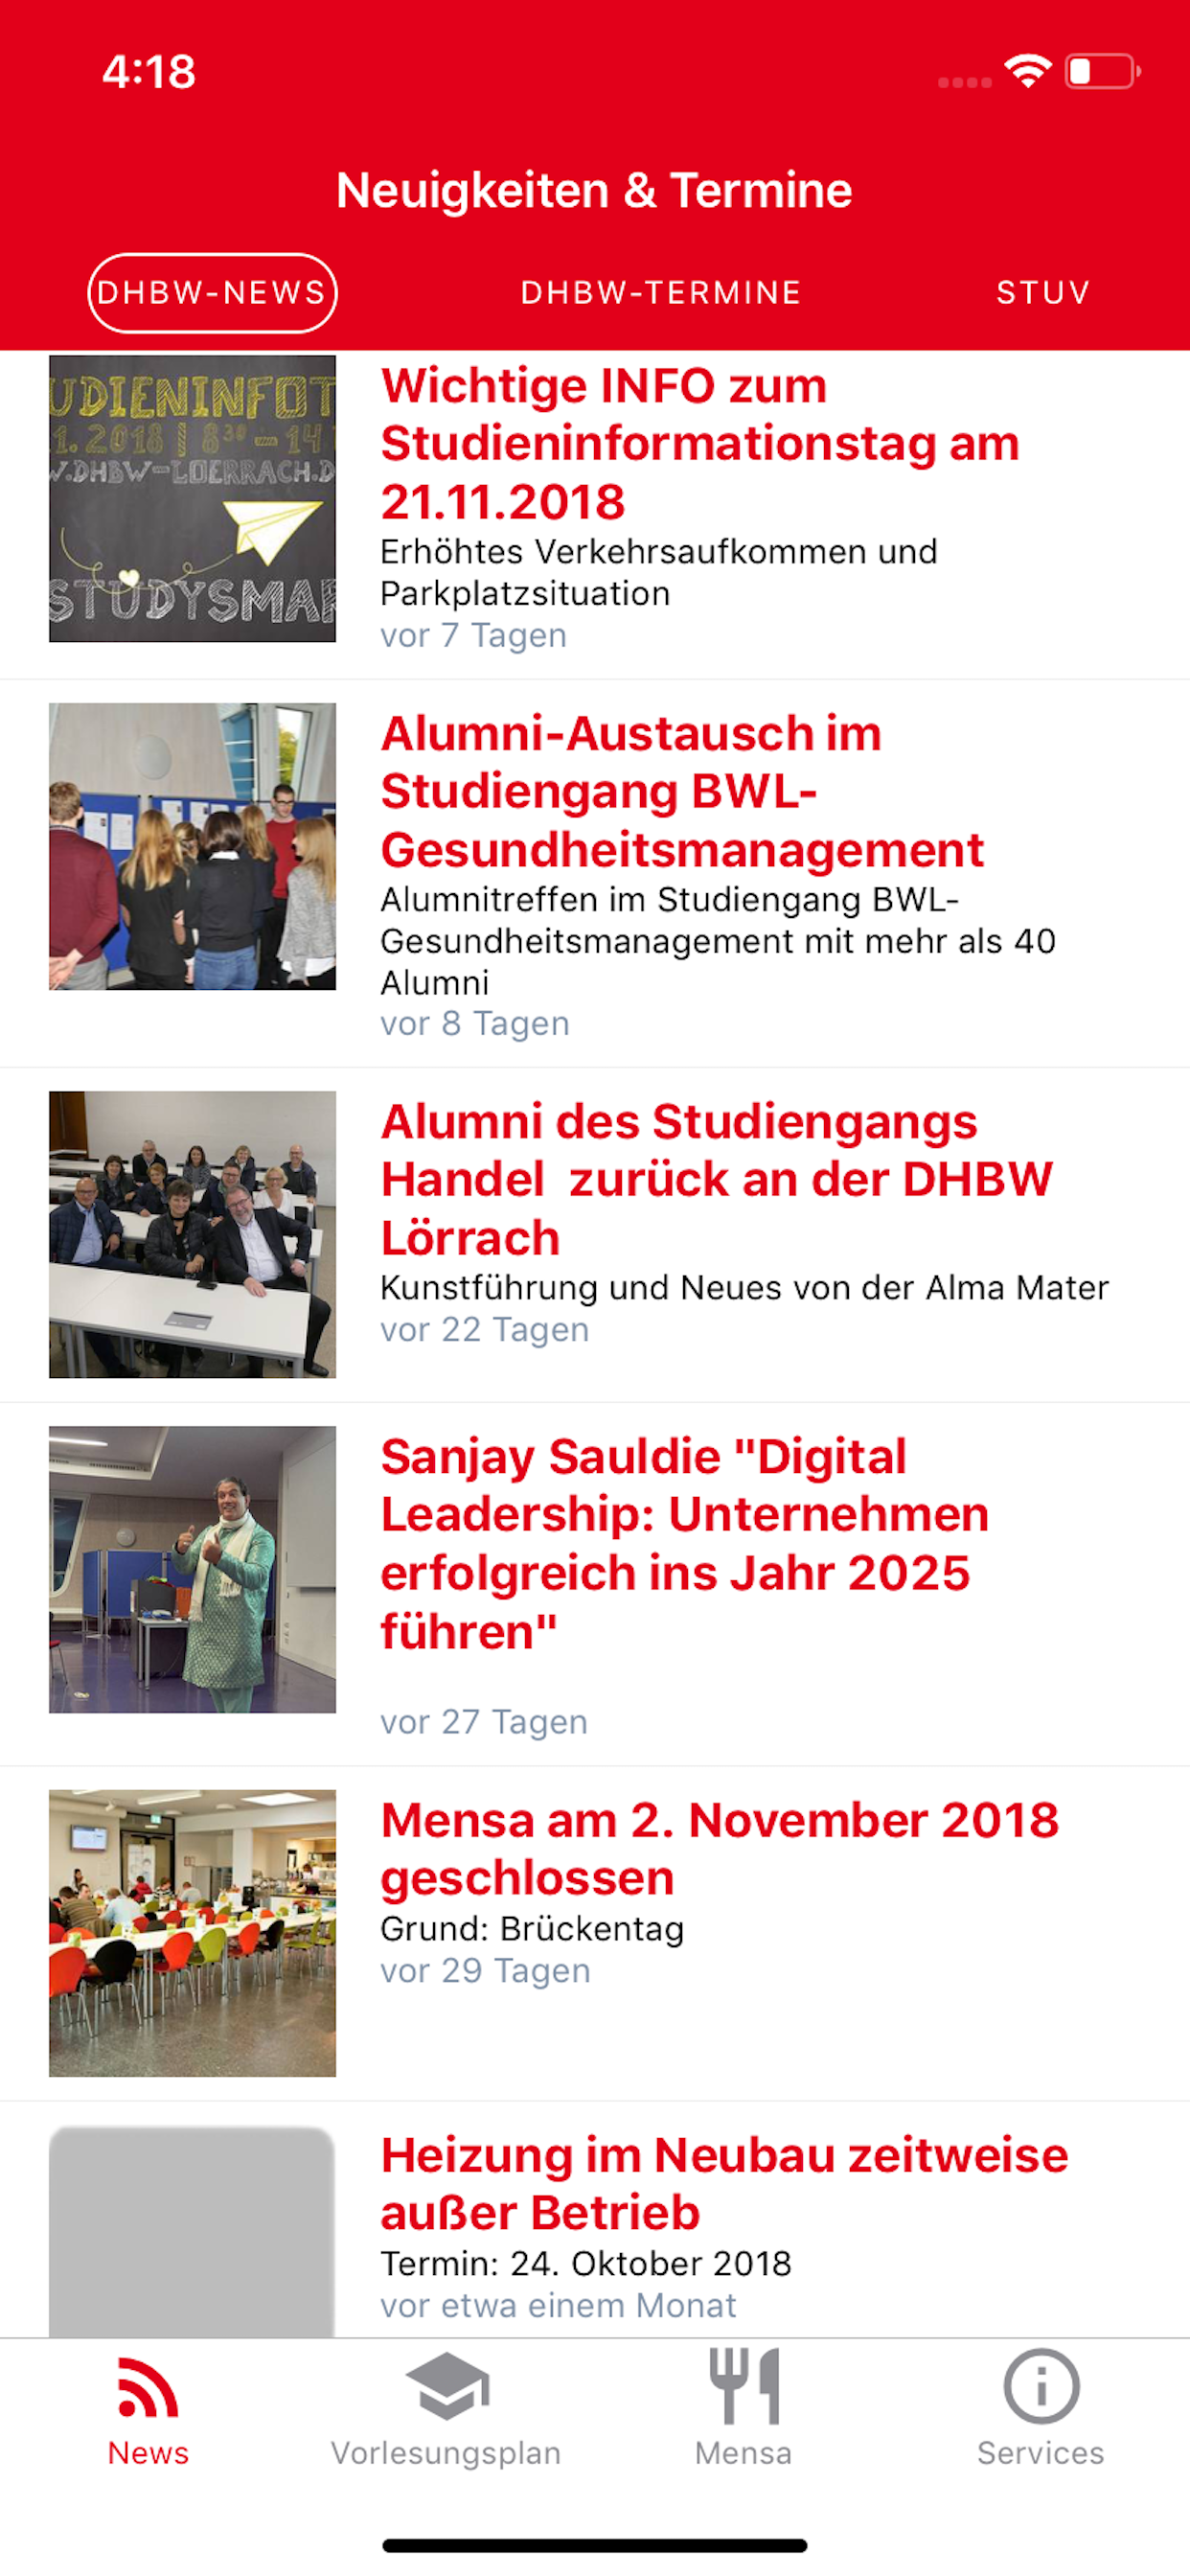 4:18
Neuigkeiten & Termine
DHBW-NEWS
DHBW-TERMINE
STUV
UDIENINFOT
1.2018 | 8³⁰ - 14
W.DHBW-LOERRACH.D
STUDYSMAR
Wichtige INFO zum
Studieninformationstag am
21.11.2018
Erhöhtes Verkehrsaufkommen und
Parkplatzsituation
vor 7 Tagen
Alumni-Austausch im
Studiengang BWL-
Gesundheitsmanagement
Alumnitreffen im Studiengang BWL-
Gesundheitsmanagement mit mehr als 40
Alumni
vor 8 Tagen
Alumni des Studiengangs
Handel  zurück an der DHBW
Lörrach
Kunstführung und Neues von der Alma Mater
vor 22 Tagen
Sanjay Sauldie "Digital
Leadership: Unternehmen
erfolgreich ins Jahr 2025
führen"
vor 27 Tagen
Mensa am 2. November 2018
geschlossen
Grund: Brückentag
vor 29 Tagen
Heizung im Neubau zeitweise
außer Betrieb
Termin: 24. Oktober 2018
vor etwa einem Monat
News
Vorlesungsplan
Mensa
Services